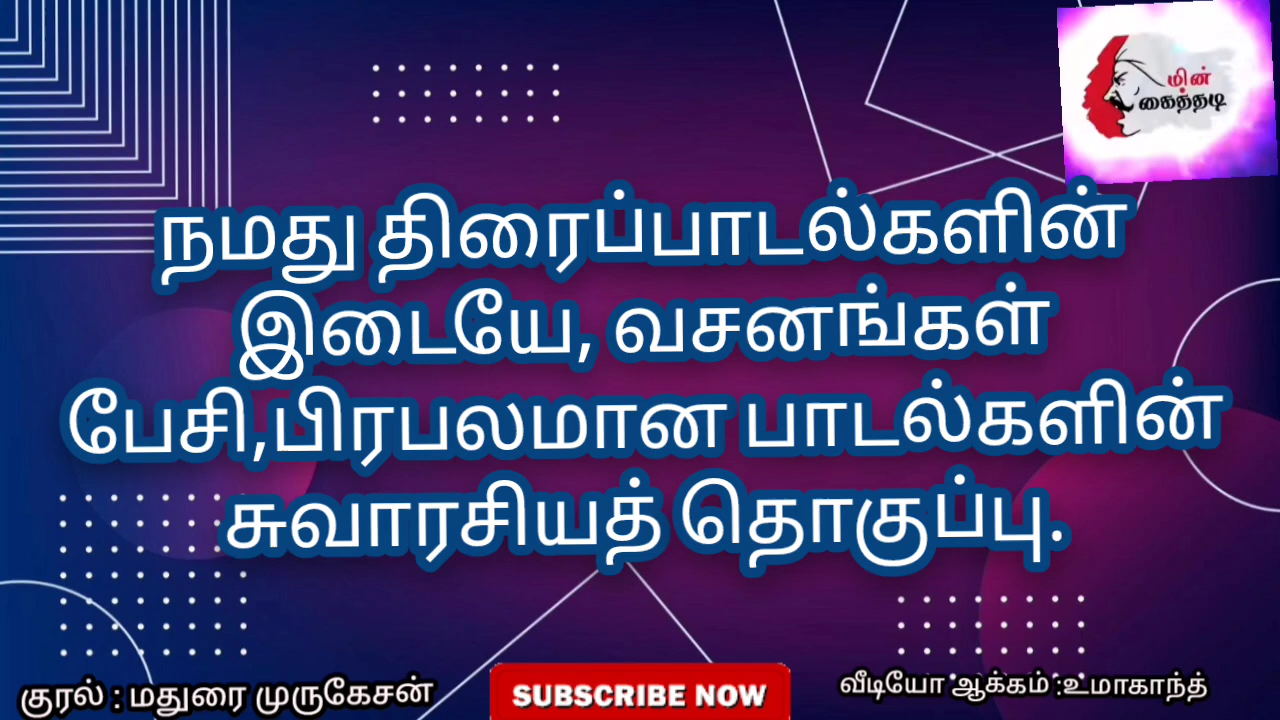 மின்
கைத்தடி
நமது திரைப்பாடல்களின்
இடையே, வசனங்கள்
பேசி,பிரபலமான பாடல்களின்
சுவாரசியத் தொகுப்பு.
குரல் : மதுரை முருகேசன்
SUBSCRIBE NOW
வீடியோ ஆக்கம் :உமாகாந்த்